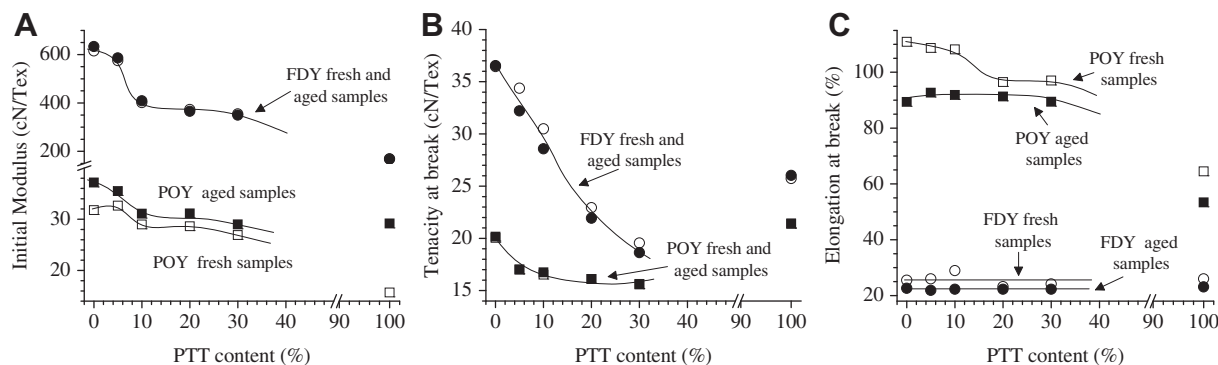 A
Initial Modulus (cN/Tex)
600
400
200
30
20
FDY fresh and
aged samples
POY aged samples
POY fresh samples
0 10 20 30 40 90 100
PTT content (%)
B
Tenacity at break (cN/Tex)
40
35
30
25
20
15
FDY fresh and
aged samples
POY fresh and
aged samples
0 10 20 30 40 90 100
PTT content (%)
C
Elongation at break (%)
100
80
60
40
20
POY fresh
samples
POY aged
samples
FDY fresh
samples
FDY aged
samples
0 10 20 30 40 90 100
PTT content (%)